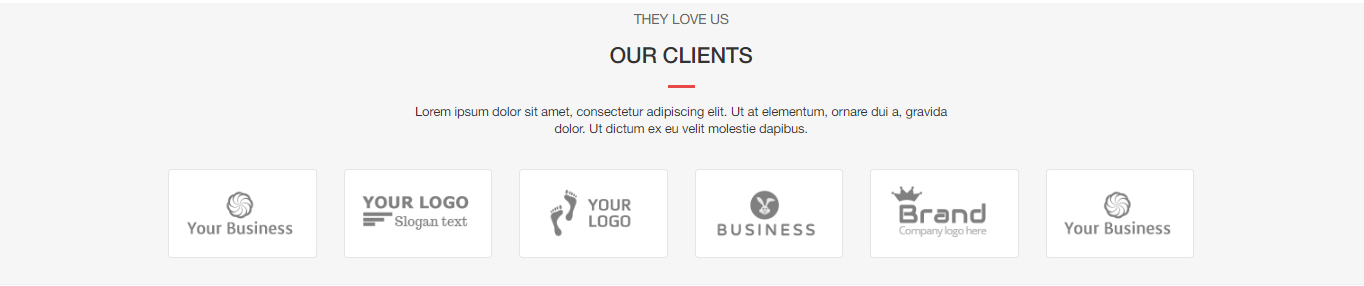 THEY LOVE US
OUR CLIENTS
Lorem ipsum dolor sit amet, consectetur adipiscing elit. Ut at elementum, ornare dui a, gravida
dolor. Ut dictum ex eu velit molestie dapibus.
Your Business
YOUR LOGO
Slogan text
YOUR
LOGO
BUSINESS
Brand
Company logo here
Your Business